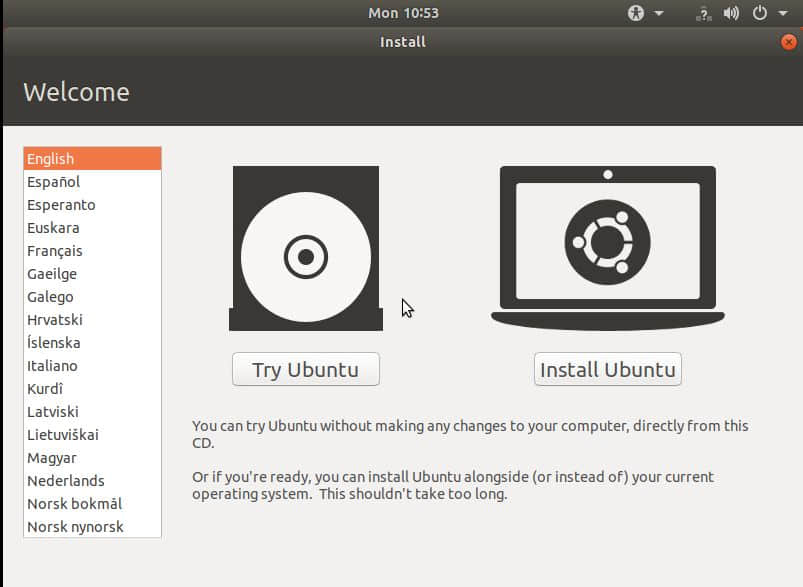 Mon 10:53
Install
Welcome
English
Español
Esperanto
Euskara
Français
Gaeilge
Galego
Hrvatski
Íslenska
Italiano
Kurdî
Latviski
Lietuviškai
Magyar
Nederlands
Norsk bokmål
Norsk nynorsk
Try Ubuntu
Install Ubuntu
You can try Ubuntu without making any changes to your computer, directly from this
CD.
Or if you're ready, you can install Ubuntu alongside (or instead of) your current
operating system. This shouldn't take too long.